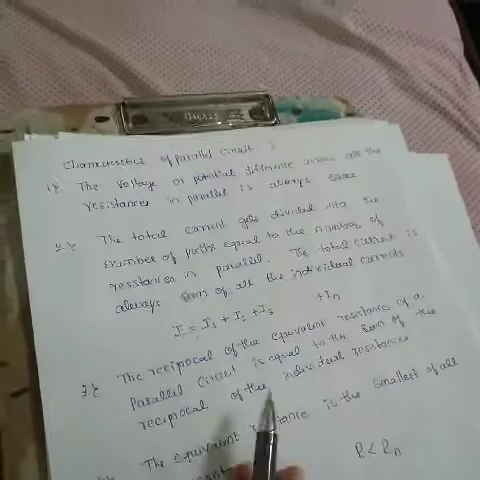 Characteristics of parallel circuit :
1) The voltage or potential difference across all the
resistances in parallel is always same
2) The total current gets divided into the
number of paths equal to the number of
resistances in parallel. The total current is
always sum of all the individual currents
I = I1 + I2 + I3 + In
3) The reciprocal of the equivalent resistance of a
Parallel Circuit is equal to the sum of the
reciprocal of the individual resistances.
The equivalent resistance is the smallest of all
R < Rn